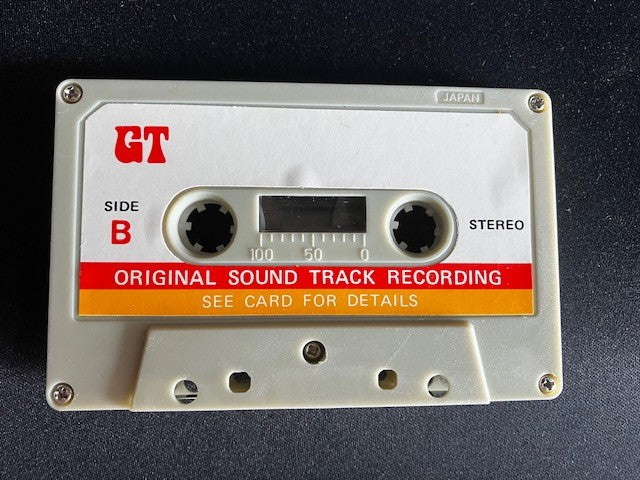 JAPAN
GT
SIDE
B
STEREO
100 50 0
ORIGINAL SOUND TRACK RECORDING
SEE CARD FOR DETAILS